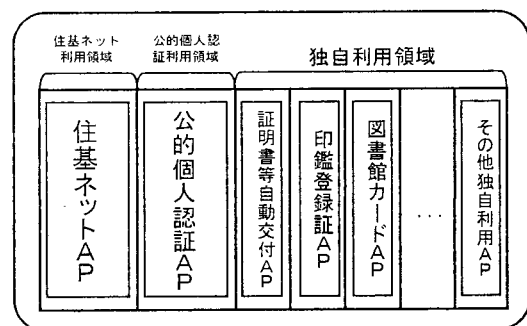 住基ネット
利用領域
公的個人認
証利用領域
独自利用領域
住基ネットAP
公的個人認証AP
証明書等自動交付AP
印鑑登録証AP
図書館カードAP
...
その他独自利用AP